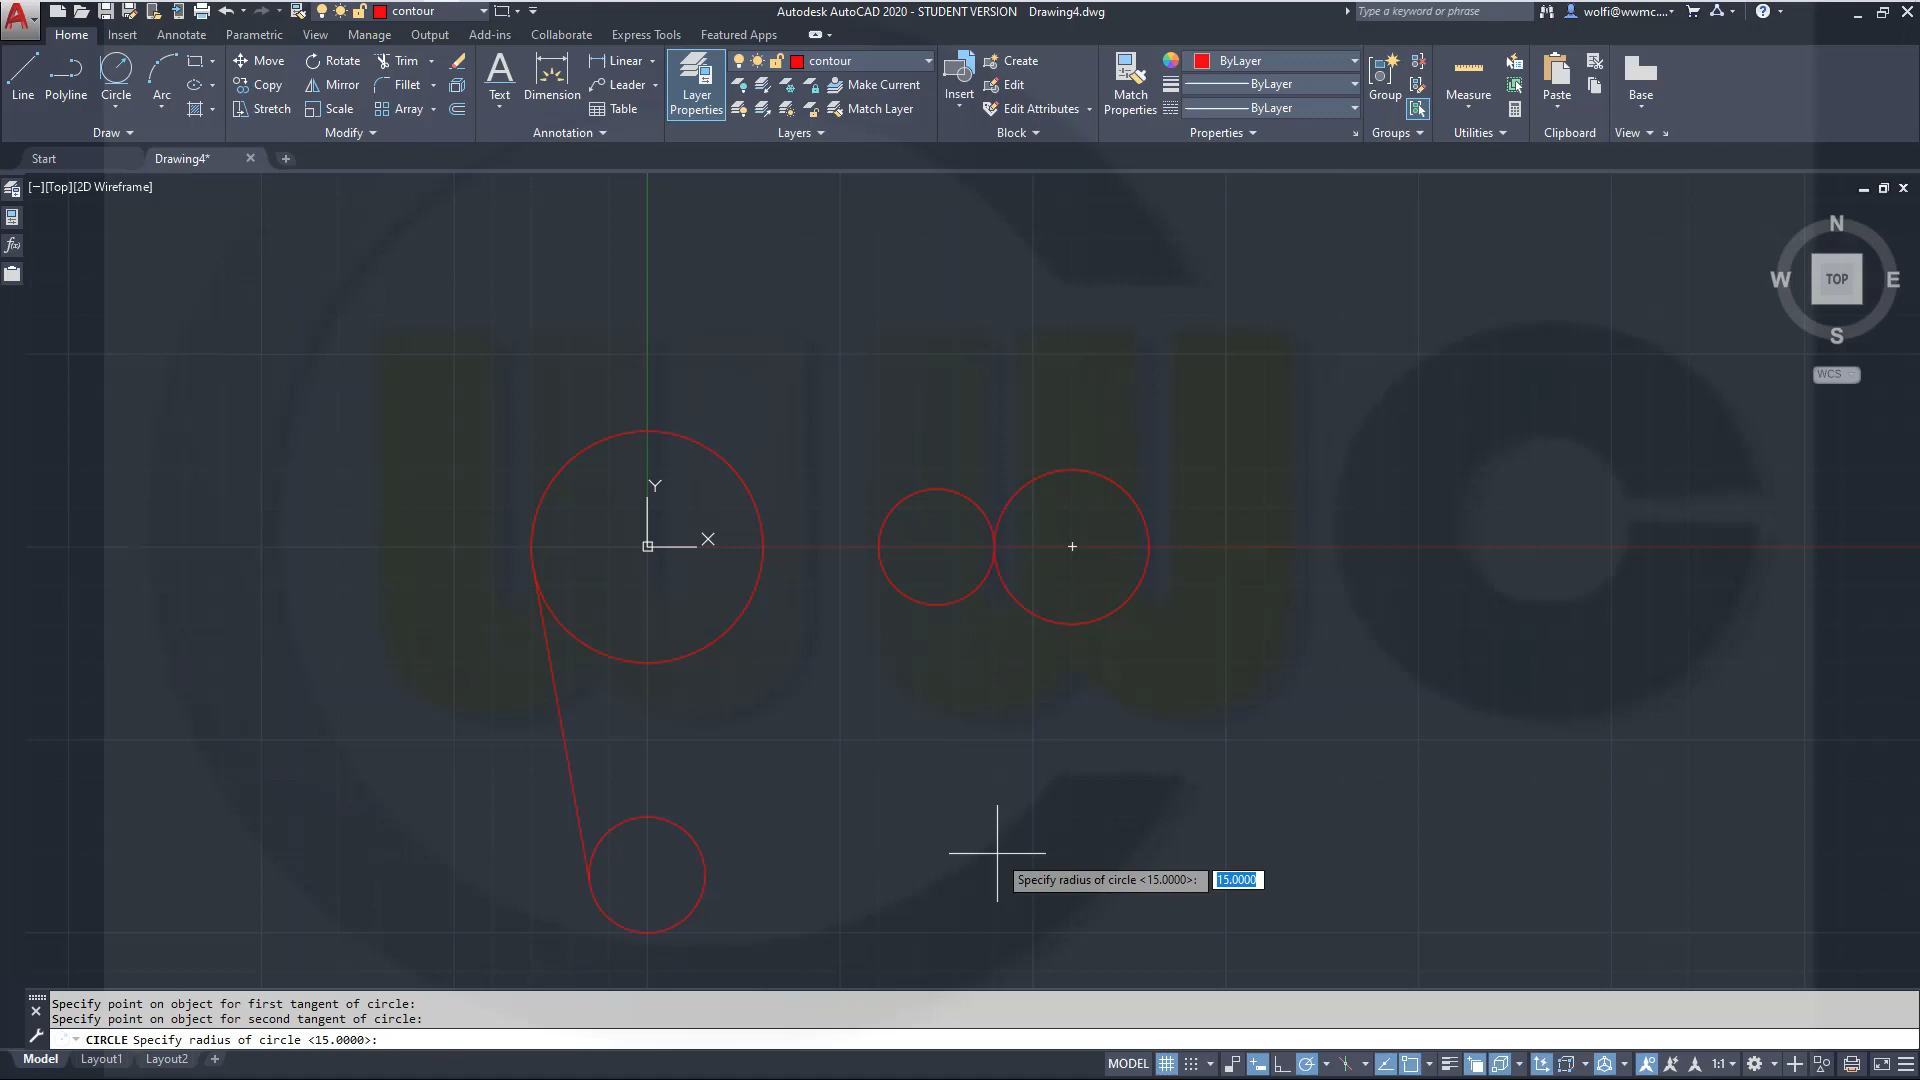 contour
Autodesk AutoCAD 2020 - STUDENT VERSION Drawing4.dwg
Type a keyword or phrase
wolfi@wwmc....
Home Insert Annotate Parametric View Manage Output Add-ins Collaborate Express Tools Featured Apps
Line Polyline Circle Arc
Draw
Move Rotate Trim
Copy Mirror Fillet
Stretch Scale Array
Modify
Text Dimension
Linear
Leader
Table
Annotation
Layer Properties
contour
Make Current
Match Layer
Layers
Insert
Create
Edit
Edit Attributes
Block
Match Properties
ByLayer
ByLayer
ByLayer
Properties
Group
Groups
Measure
Utilities
Paste
Clipboard
Base
View
Start Drawing4*
[−][Top][2D Wireframe]
N
W TOP E
S
WCS
Y
X
Specify radius of circle <15.0000>: 15.0000
Specify point on object for first tangent of circle:
Specify point on object for second tangent of circle:
CIRCLE Specify radius of circle <15.0000>:
Model Layout1 Layout2 +
MODEL 1:1